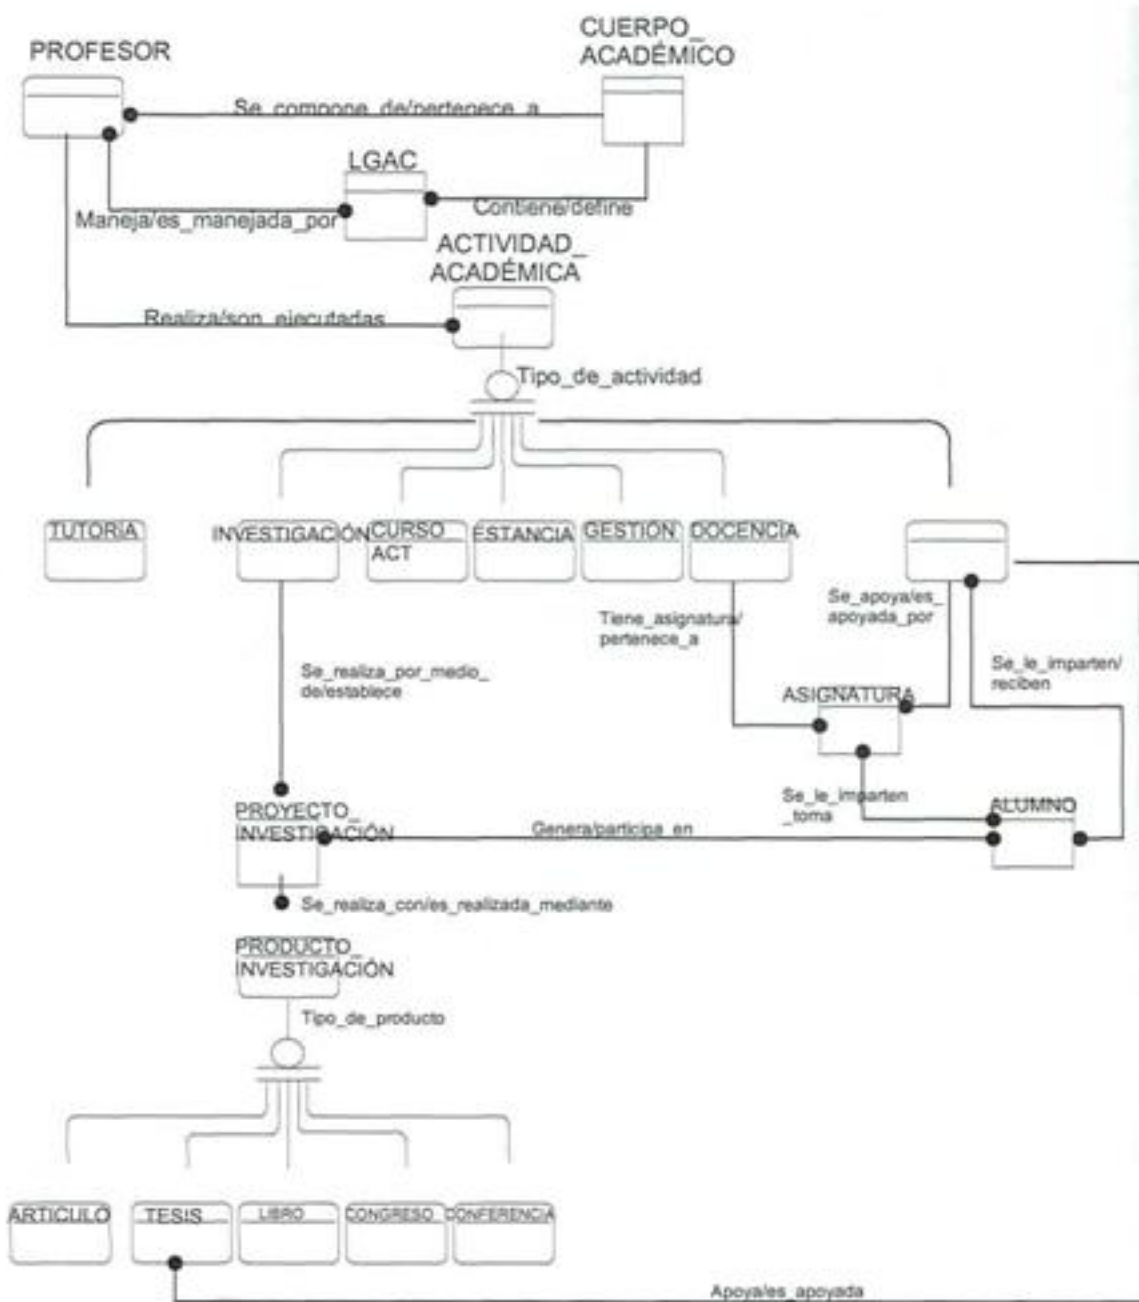 PROFESOR
CUERPO_
ACADÉMICO
Se_compone_de/pertenece_a
LGAC
Maneja/es_manejada_por
Contiene/define
ACTIVIDAD_
ACADÉMICA
Realiza/son_ejecutadas
Tipo_de_actividad
TUTORIA
INVESTIGACIÓN
CURSO
ACT
ESTANCIA
GESTIÓN
DOCENCIA
Tiene_asignatura/
pertenece_a
Se_apoya/es_
apoyada_por
Se_realiza_por_medio_
de/establece
Se_le_imparten/
reciben
ASIGNATURA
Se_le_imparten
_toma
ALUMNO
PROYECTO_
INVESTIGACIÓN
Genera/participa_en
Se_realiza_con/es_realizada_mediante
PRODUCTO_
INVESTIGACIÓN
Tipo_de_producto
ARTICULO
TESIS
LIBRO
CONGRESO
CONFERENCIA
Apoya/es_apoyada